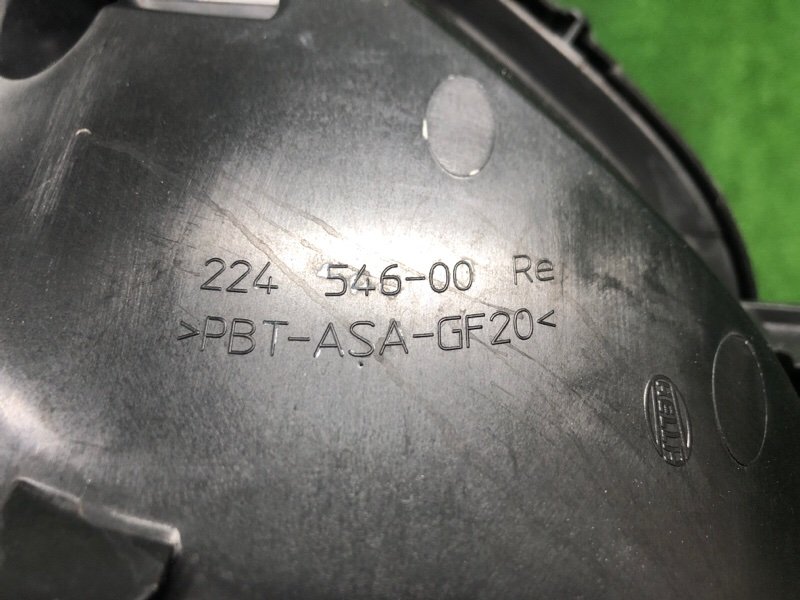 224 546-00 Re
>PBT-ASA-GF20<
HELLA